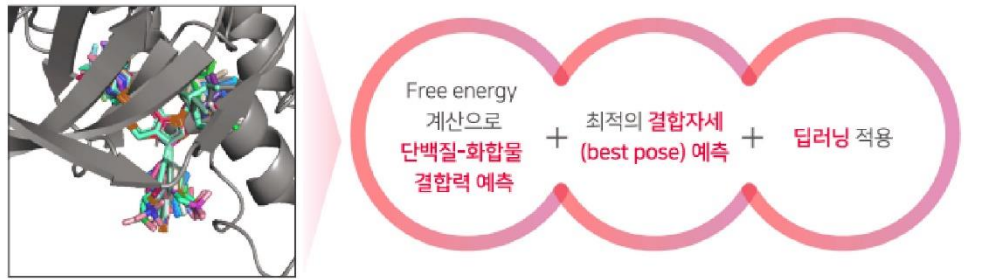 Free energy
계산으로
단백질-화합물
결합력 예측
+
최적의 결합자세
(best pose) 예측
+
딥러닝 적용